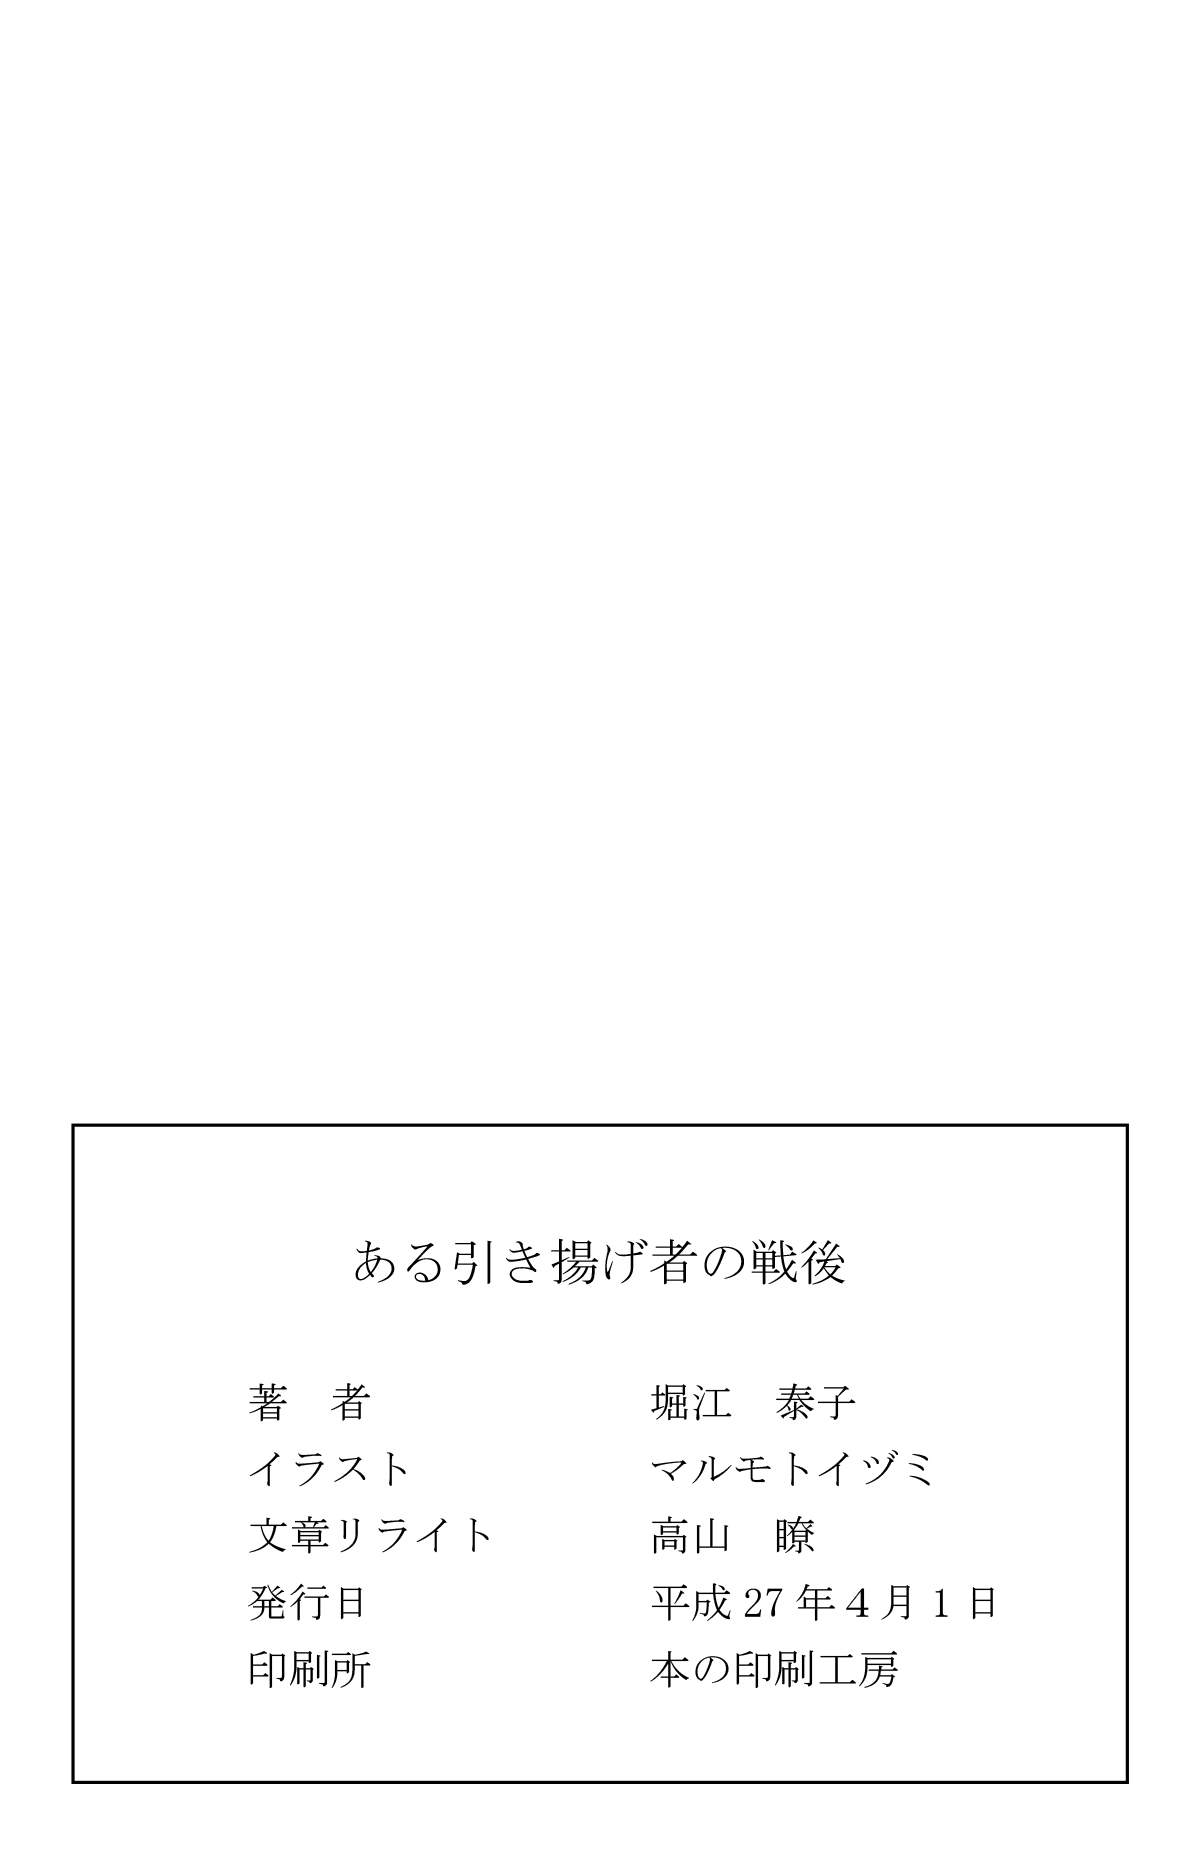 ある引き揚げ者の戦後
著　者　堀江　泰子
イラスト　マルモトイヅミ
文章リライト　高山　瞭
発行日　平成 27 年４月 1 日
印刷所　本の印刷工房